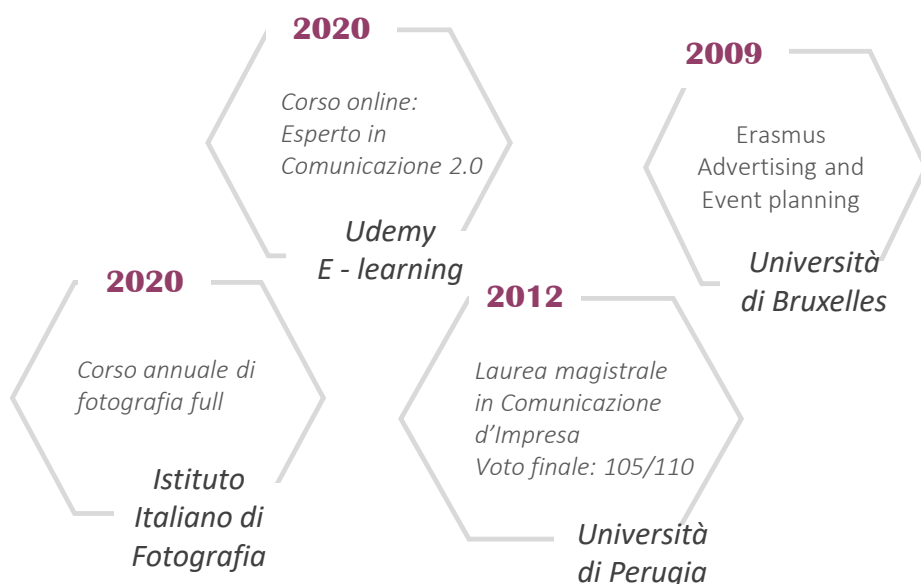 2020
Corso online:
Esperto in
Comunicazione 2.0
Udemy
E - learning
2009
Erasmus
Advertising and
Event planning
Università
di Bruxelles
2020
Corso annuale di
fotografia full
Istituto
Italiano di
Fotografia
2012
Laurea magistrale
in Comunicazione
d’Impresa
Voto finale: 105/110
Università
di Perugia